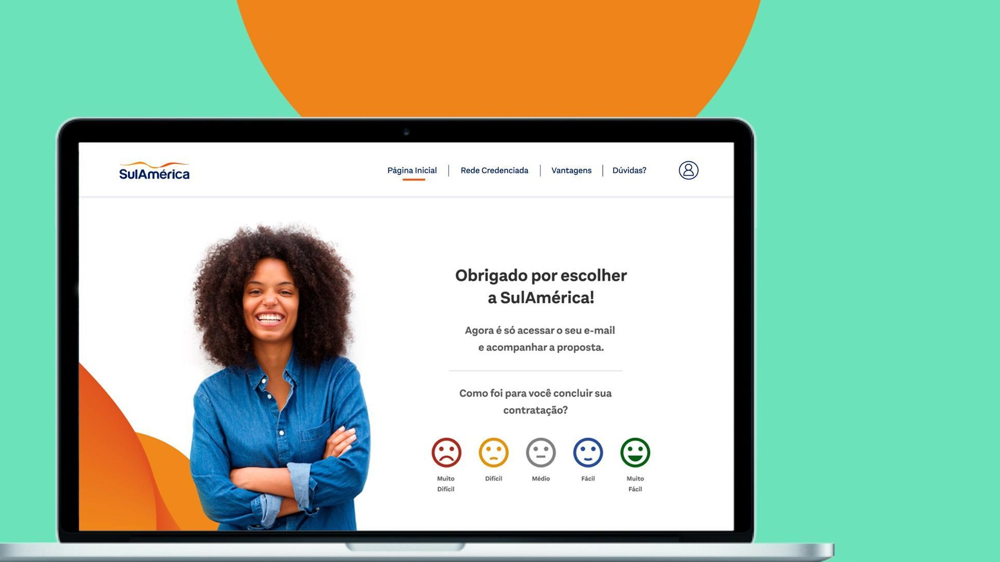 SulAmérica
Página Inicial
Rede Credenciada
Vantagens
Dúvidas?
Obrigado por escolher
a SulAmérica!
Agora é só acessar o seu e-mail
e acompanhar a proposta.
Como foi para você concluir sua
contratação?
Muito
Difícil
Difícil
Médio
Fácil
Muito
Fácil